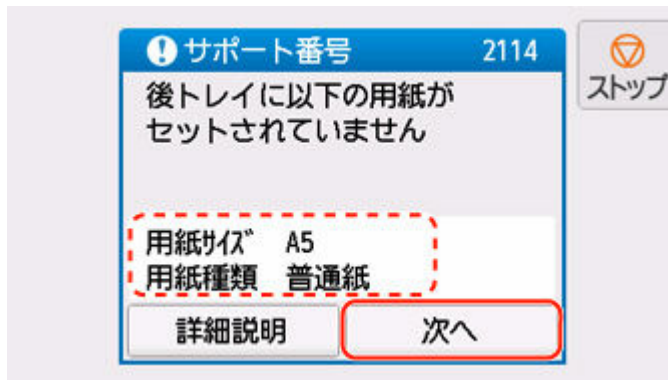 サポート番号 2114
ストップ
後トレイに以下の用紙が
セットされていません
用紙ｻｲｽﾞ A5
用紙種類 普通紙
詳細説明 次へ